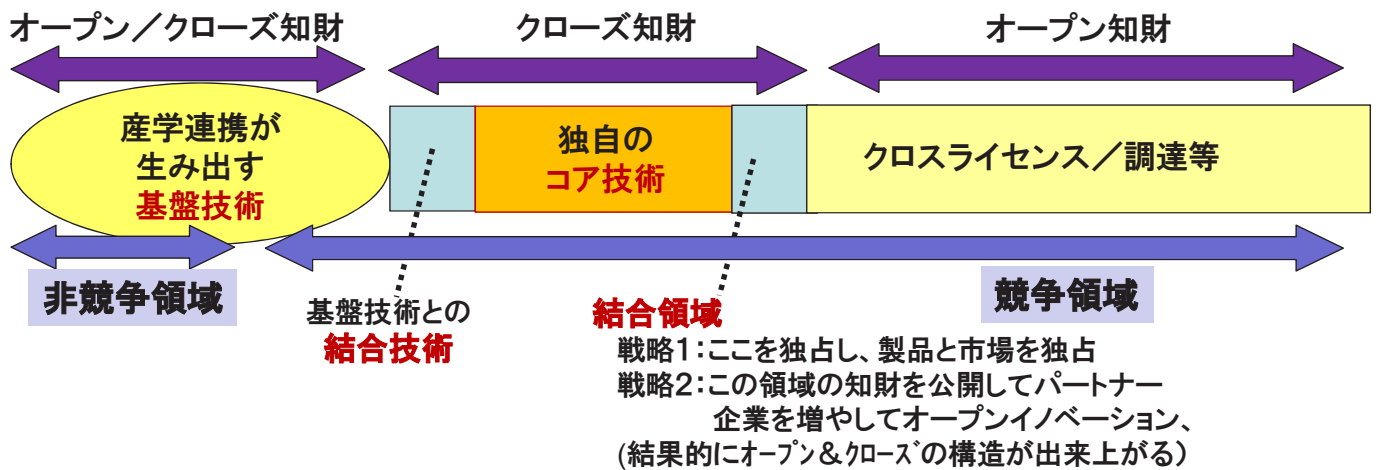 オープン／クローズ知財
クローズ知財
オープン知財
産学連携が
生み出す
基盤技術
独自の
コア技術
クロスライセンス／調達等
非競争領域
競争領域
基盤技術との
結合技術
結合領域
戦略1：ここを独占し、製品と市場を独占
戦略2：この領域の知財を公開してパートナー
企業を増やしてオープンイノベーション、
(結果的にｵｰﾌﾟﾝ＆ｸﾛｰｽﾞの構造が出来上がる）